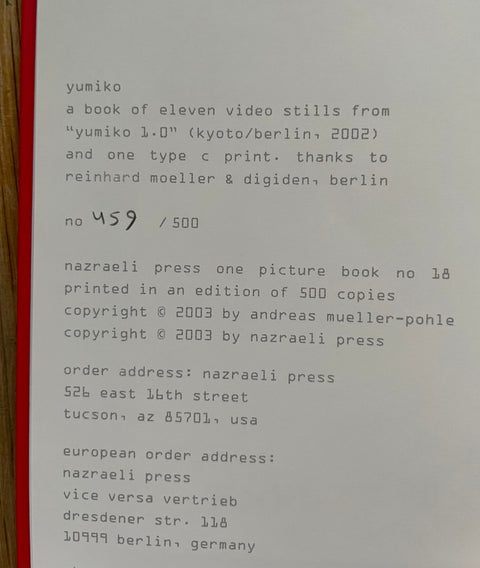 yumiko
a book of eleven video stills from
“yumiko 1.0” (kyoto/berlin, 2002)
and one type c print. thanks to
reinhard moeller & digiden, berlin
no 459 / 500
nazraeli press one picture book no 18
printed in an edition of 500 copies
copyright © 2003 by andreas mueller-pohle
copyright © 2003 by nazraeli press
order address: nazraeli press
526 east 16th street
tucson, az 85701, usa
european order address:
nazraeli press
vice versa vertrieb
dresdener str. 118
10999 berlin, germany